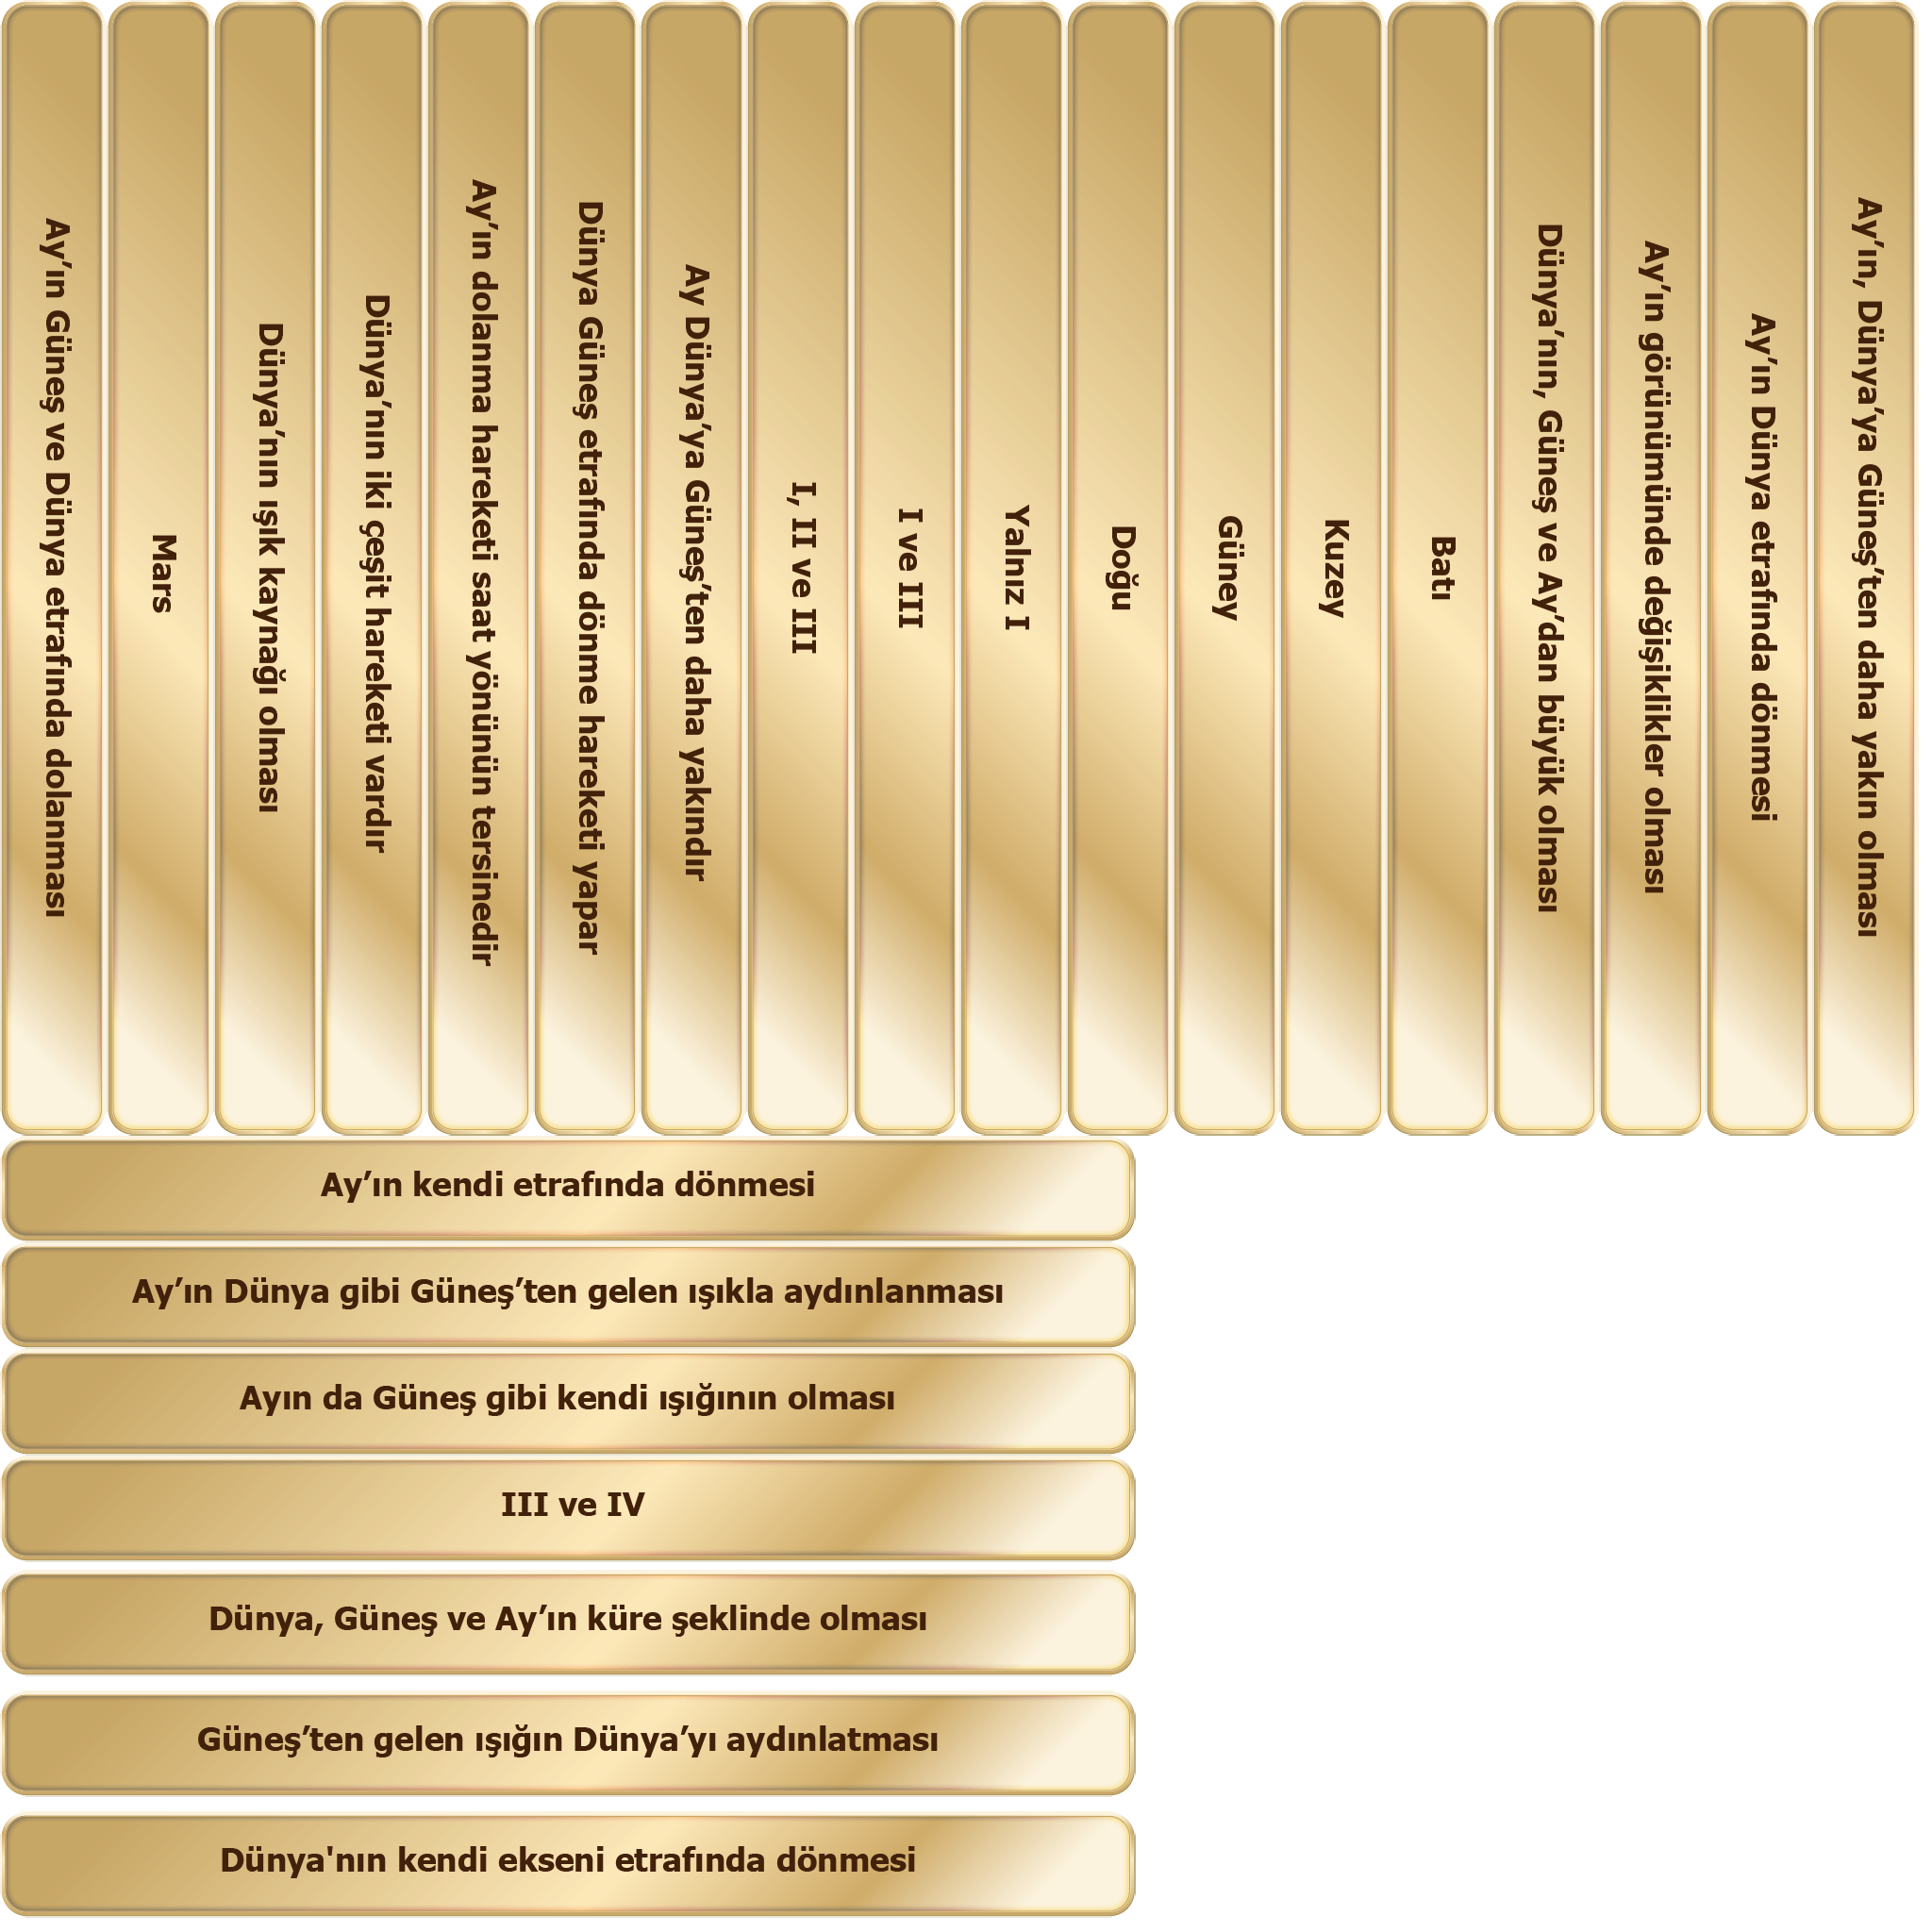 Ay’ın Güneş ve Dünya etrafında dolanması
Mars
Dünya’nın ışık kaynağı olması
Dünya’nın iki çeşit hareketi vardır
Ay’ın dolanma hareketi saat yönünün tersinedir
Dünya Güneş etrafında dönme hareketi yapar
Ay Dünya’ya Güneş’ten daha yakındır
I, II ve III
I ve III
Yalnız I
Doğu
Güney
Kuzey
Batı
Dünya’nın, Güneş ve Ay’dan büyük olması
Ay’ın görünümünde değişiklikler olması
Ay’ın Dünya etrafında dönmesi
Ay’ın, Dünya’ya Güneş’ten daha yakın olması
Ay’ın kendi etrafında dönmesi
Ay’ın Dünya gibi Güneş’ten gelen ışıkla aydınlanması
Ayın da Güneş gibi kendi ışığının olması
III ve IV
Dünya, Güneş ve Ay’ın küre şeklinde olması
Güneş’ten gelen ışığın Dünya’yı aydınlatması
Dünya'nın kendi ekseni etrafında dönmesi